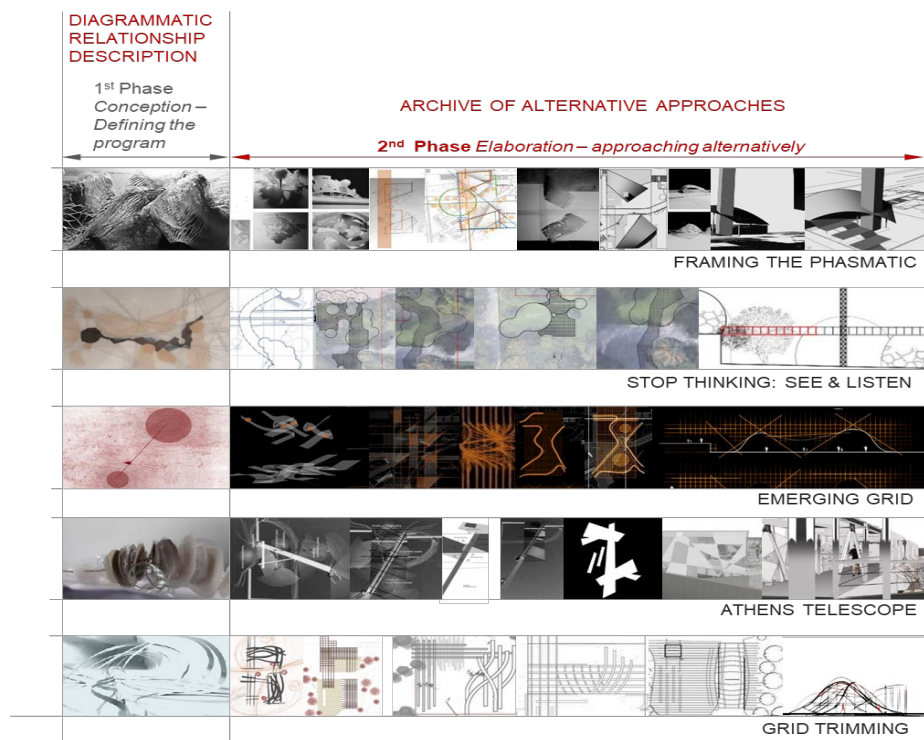 DIAGRAMMATIC
RELATIONSHIP
DESCRIPTION
1st Phase
Conception –
Defining the
program
ARCHIVE OF ALTERNATIVE APPROACHES
2nd Phase Elaboration – approaching alternatively
FRAMING THE PHASMATIC
STOP THINKING: SEE & LISTEN
EMERGING GRID
ATHENS TELESCOPE
GRID TRIMMING